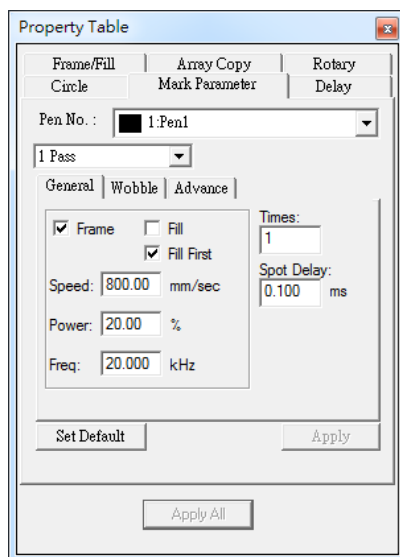 Property Table
x
Frame/Fill Array Copy Rotary
Circle Mark Parameter Delay
Pen No. : 1:Pen1
1 Pass
General Wobble Advance
Frame Fill Times:
Fill First 1
Speed: 800.00 mm/sec Spot Delay:
0.100 ms
Power: 20.00 %
Freq: 20.000 kHz
Set Default Apply
Apply All